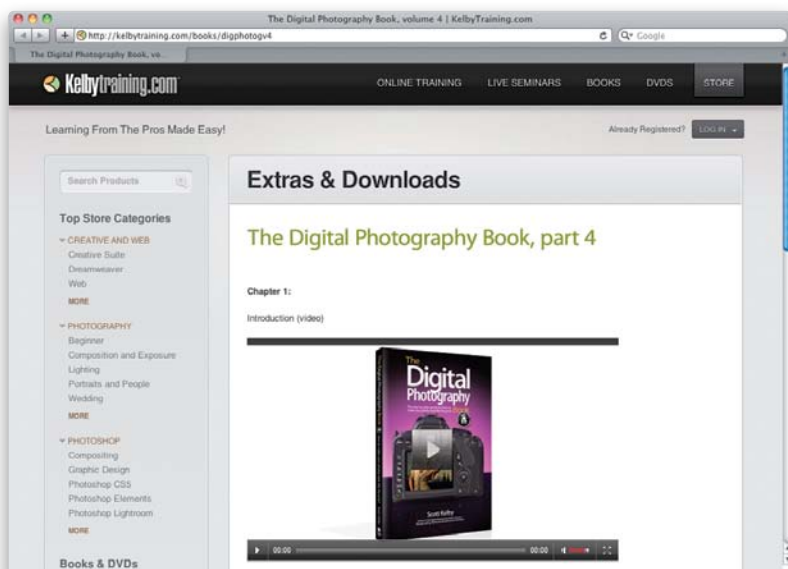 The Digital Photography Book, volume 4 | KelbyTraining.com
http://kelbytraining.com/books/digphotogv4
Google
The Digital Photography Book, vo...
Kelbytraining.com
ONLINE TRAINING LIVE SEMINARS BOOKS DVDS STORE
Learning From The Pros Made Easy!
Already Registered? LOG IN
Search Products
Top Store Categories
CREATIVE AND WEB
Creative Suite
Dreamweaver
Web
MORE
PHOTOGRAPHY
Beginner
Composition and Exposure
Lighting
Portraits and People
Wedding
MORE
PHOTOSHOP
Compositing
Graphic Design
Photoshop CS5
Photoshop Elements
Photoshop Lightroom
MORE
Books & DVDs
Extras & Downloads
The Digital Photography Book, part 4
Chapter 1:
Introduction (video)
The
Digital
Photography
Book
Scott Kelby
00:00 00:00